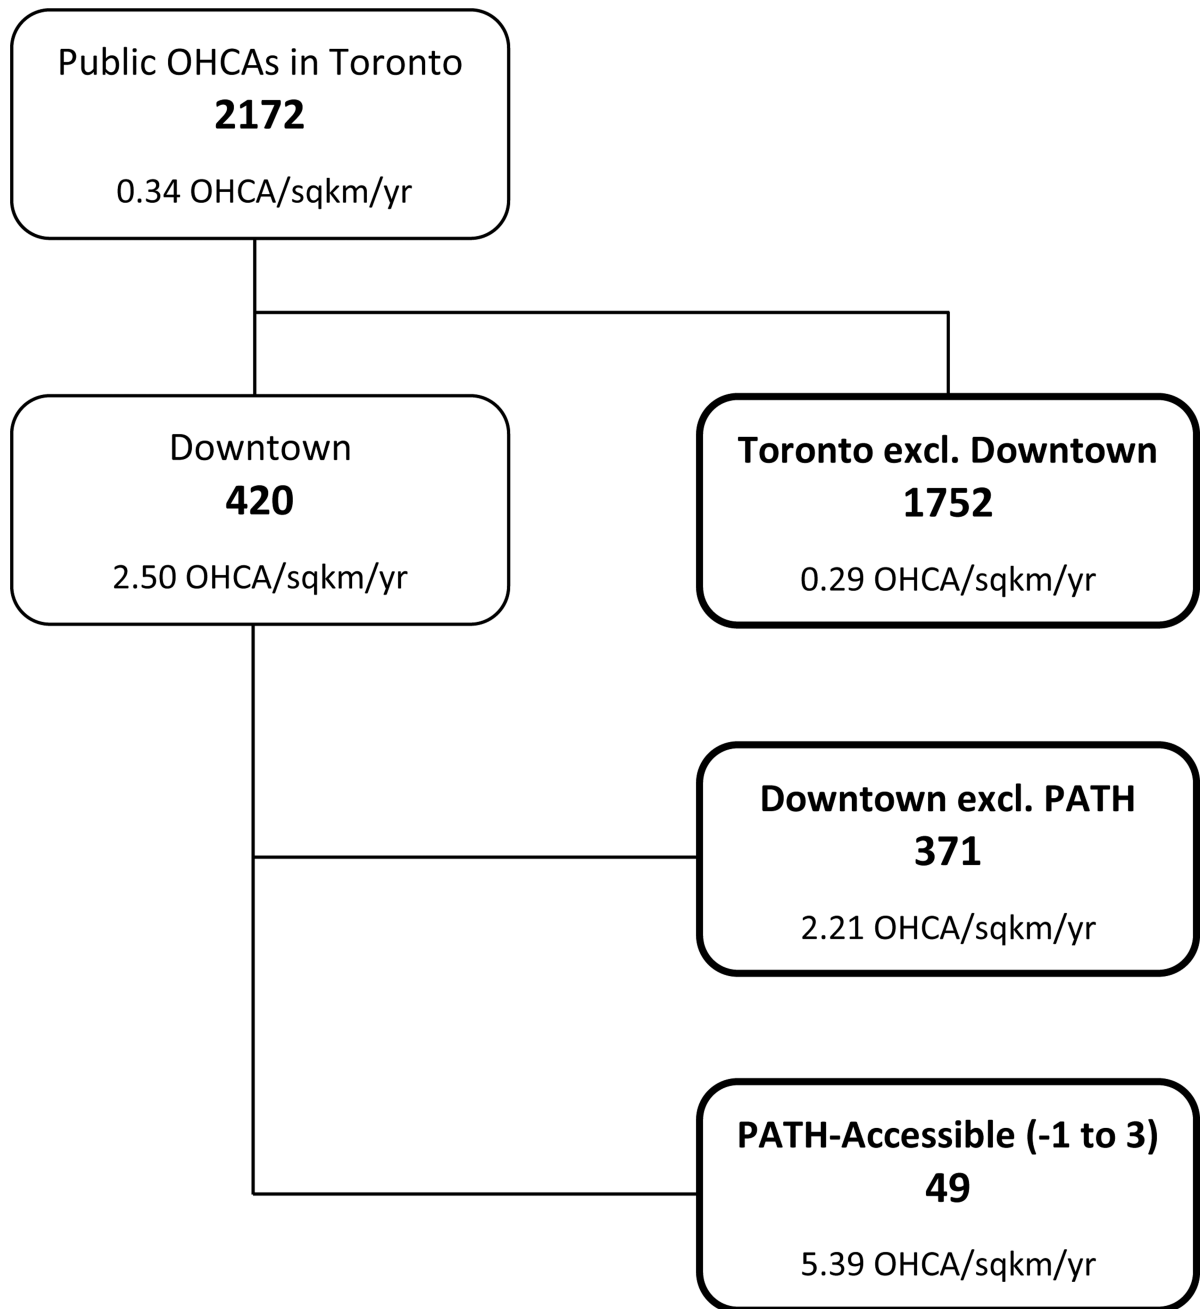 Public OHCAs in Toronto
2172
0.34 OHCA/sqkm/yr
Downtown
420
2.50 OHCA/sqkm/yr
Toronto excl. Downtown
1752
0.29 OHCA/sqkm/yr
Downtown excl. PATH
371
2.21 OHCA/sqkm/yr
PATH-Accessible (-1 to 3)
49
5.39 OHCA/sqkm/yr